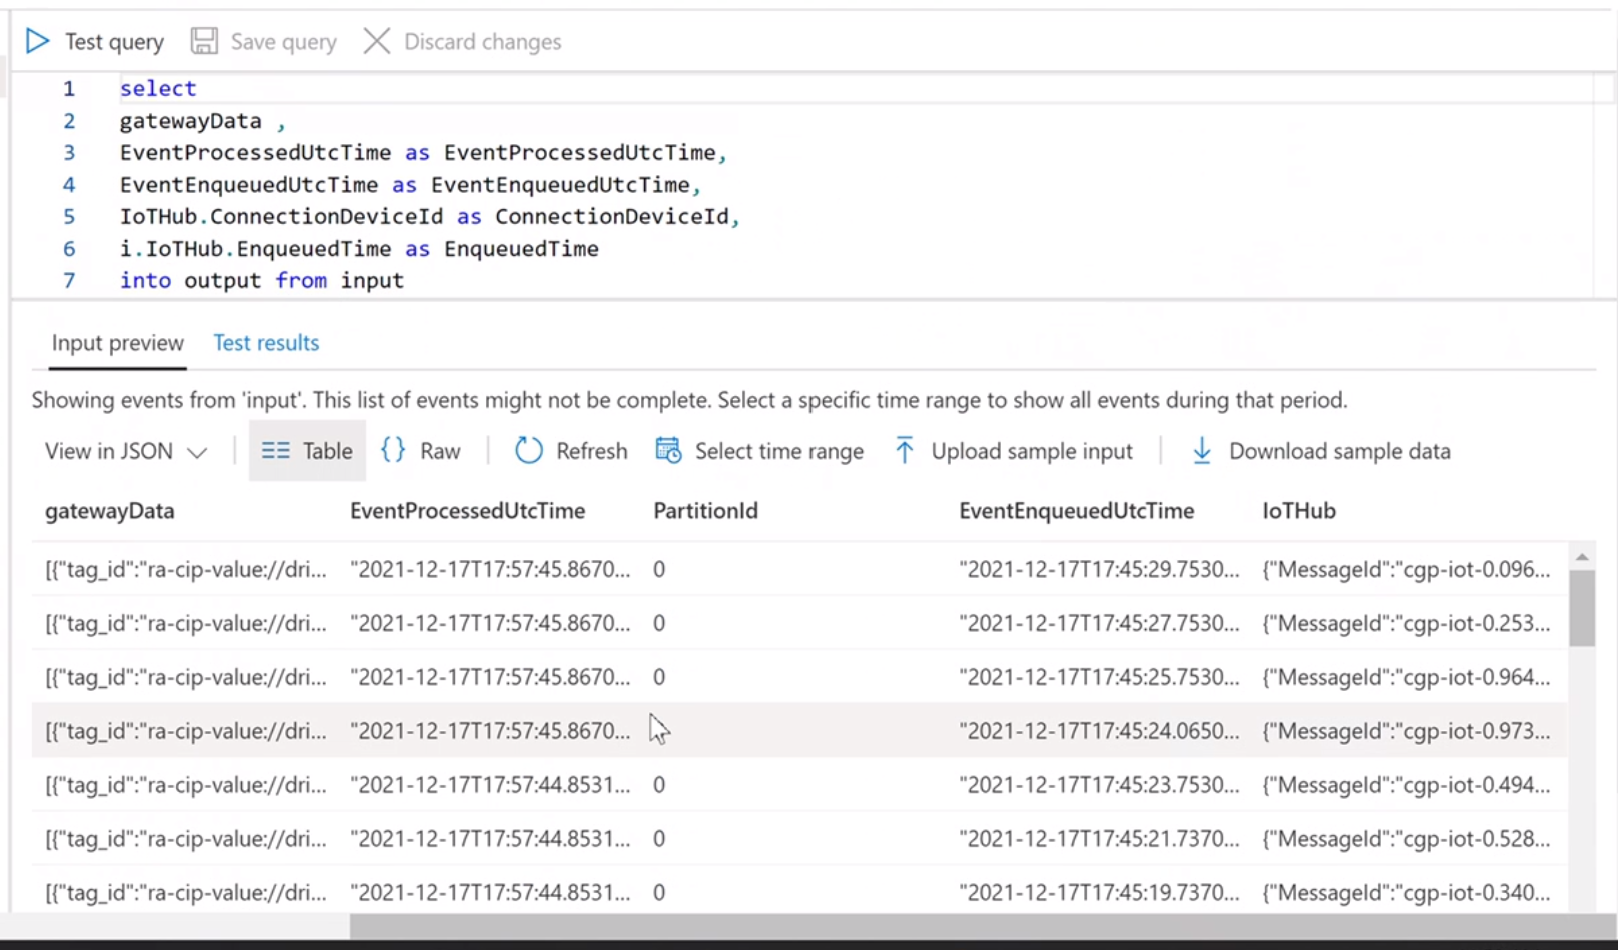 Test query Save query Discard changes
1 select
2 gatewayData ,
3 EventProcessedUtcTime as EventProcessedUtcTime,
4 EventEnqueuedUtcTime as EventEnqueuedUtcTime,
5 IoTHub.ConnectionDeviceId as ConnectionDeviceId,
6 i.IoTHub.EnqueuedTime as EnqueuedTime
7 into output from input
Input preview Test results
Showing events from 'input'. This list of events might not be complete. Select a specific time range to show all events during that period.
View in JSON Table {} Raw Refresh Select time range Upload sample input Download sample data
gatewayData EventProcessedUtcTime PartitionId EventEnqueuedUtcTime IoTHub
[{"tag_id":"ra-cip-value://dri... "2021-12-17T17:57:45.8670... 0 "2021-12-17T17:45:29.7530... {"MessageId":"cgp-iot-0.096...
[{"tag_id":"ra-cip-value://dri... "2021-12-17T17:57:45.8670... 0 "2021-12-17T17:45:27.7530... {"MessageId":"cgp-iot-0.253...
[{"tag_id":"ra-cip-value://dri... "2021-12-17T17:57:45.8670... 0 "2021-12-17T17:45:25.7530... {"MessageId":"cgp-iot-0.964...
[{"tag_id":"ra-cip-value://dri... "2021-12-17T17:57:45.8670... "2021-12-17T17:45:24.0650... {"MessageId":"cgp-iot-0.973...
[{"tag_id":"ra-cip-value://dri... "2021-12-17T17:57:44.8531... 0 "2021-12-17T17:45:23.7530... {"MessageId":"cgp-iot-0.494...
[{"tag_id":"ra-cip-value://dri... "2021-12-17T17:57:44.8531... 0 "2021-12-17T17:45:21.7370... {"MessageId":"cgp-iot-0.528...
[{"tag_id":"ra-cip-value://dri... "2021-12-17T17:57:44.8531... 0 "2021-12-17T17:45:19.7370... {"MessageId":"cgp-iot-0.340...